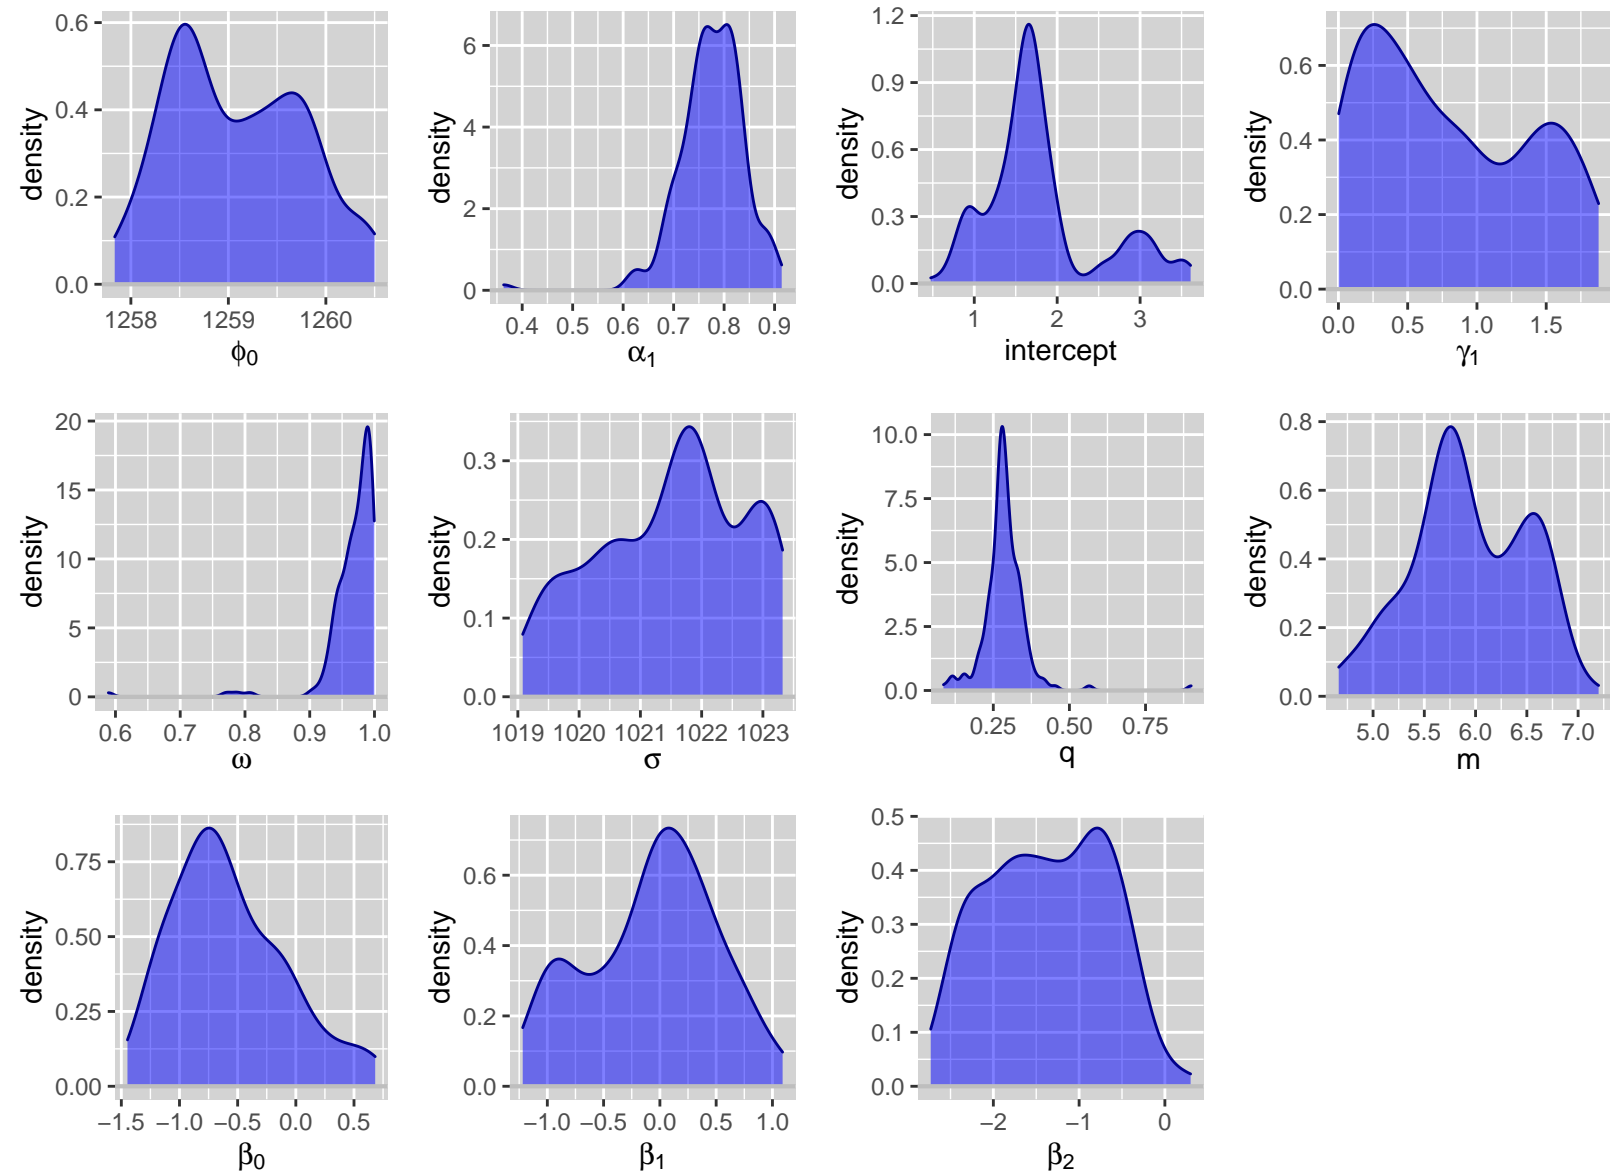 density
0.6
0.4
0.2
0.0
1258 1259 1260
ϕ0
density
6
4
2
0
0.4 0.5 0.6 0.7 0.8 0.9
α1
density
1.2
0.9
0.6
0.3
0.0
1 2 3
intercept
density
0.6
0.4
0.2
0.0
0.0 0.5 1.0 1.5
γ1
density
20
15
10
5
0
0.6 0.7 0.8 0.9 1.0
ω
density
0.3
0.2
0.1
0.0
1019 1020 1021 1022 1023
σ
density
10.0
7.5
5.0
2.5
0.0
0.25 0.50 0.75
q
density
0.8
0.6
0.4
0.2
0.0
5.0 5.5 6.0 6.5 7.0
m
density
0.75
0.50
0.25
0.00
−1.5 −1.0 −0.5 0.0 0.5
β0
density
0.6
0.4
0.2
0.0
−1.0 −0.5 0.0 0.5 1.0
β1
density
0.5
0.4
0.3
0.2
0.1
0.0
−2 −1 0
β2